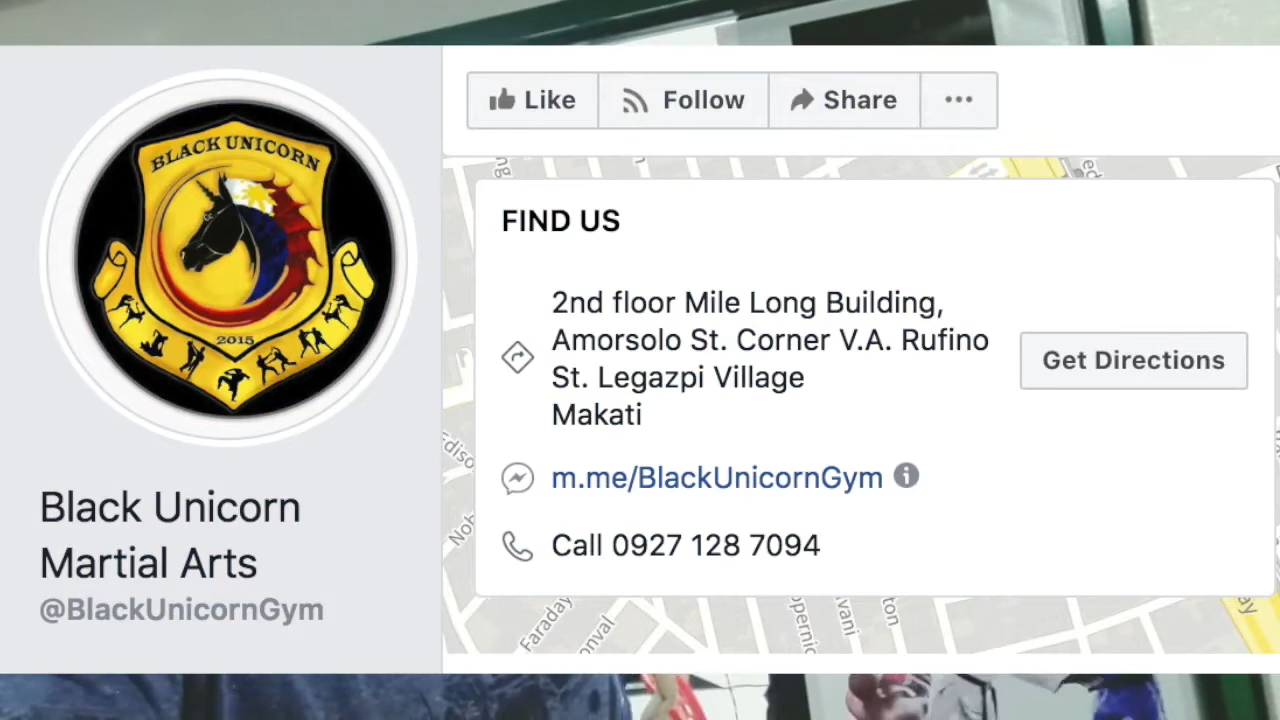 BLACK UNICORN
2015
Black Unicorn
Martial Arts
@BlackUnicornGym
Like
Follow
Share
FIND US
2nd floor Mile Long Building,
Amorsolo St. Corner V.A. Rufino
St. Legazpi Village
Makati
Get Directions
m.me/BlackUnicornGym
Call 0927 128 7094
Faraday